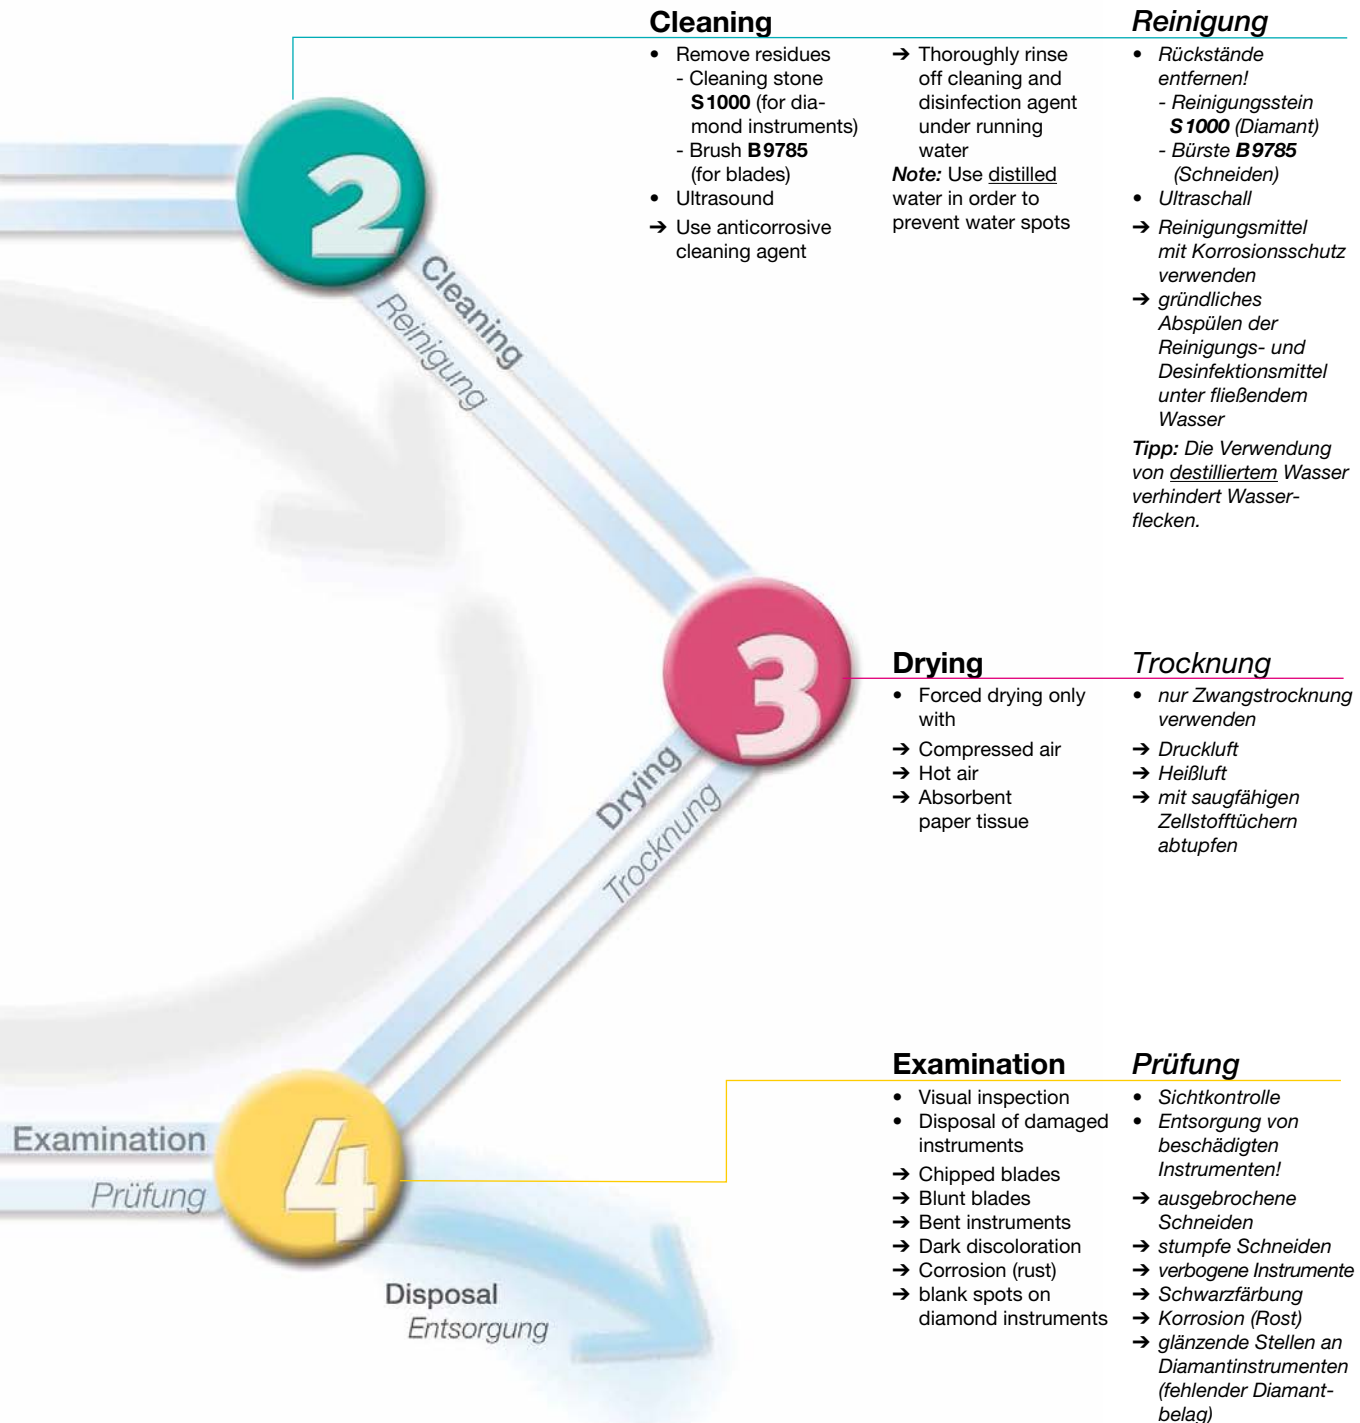 Cleaning
• Remove residues
- Cleaning stone
S1000 (for dia-
mond instruments)
- Brush B9785
(for blades)
• Ultrasound
➔ Use anticorrosive
cleaning agent
➔ Thoroughly rinse
off cleaning and
disinfection agent
under running
water
Note: Use distilled
water in order to
prevent water spots
Reinigung
• Rückstände
entfernen!
- Reinigungsstein
S1000 (Diamant)
- Bürste B9785
(Schneiden)
• Ultraschall
➔ Reinigungsmittel
mit Korrosionsschutz
verwenden
➔ gründliches
Abspülen der
Reinigungs- und
Desinfektionsmittel
unter fließendem
Wasser
Tipp: Die Verwendung
von destilliertem Wasser
verhindert Wasser-
flecken.
2
Cleaning
Reinigung
3
Drying
• Forced drying only
with
➔ Compressed air
➔ Hot air
➔ Absorbent
paper tissue
Trocknung
• nur Zwangstrocknung
verwenden
➔ Druckluft
➔ Heißluft
➔ mit saugfähigen
Zellstofftüchern
abtupfen
Drying
Trocknung
Examination
• Visual inspection
• Disposal of damaged
instruments
➔ Chipped blades
➔ Blunt blades
➔ Bent instruments
➔ Dark discoloration
➔ Corrosion (rust)
➔ blank spots on
diamond instruments
Prüfung
• Sichtkontrolle
• Entsorgung von
beschädigten
Instrumenten!
➔ ausgebrochene
Schneiden
➔ stumpfe Schneiden
➔ verbogene Instrumente
➔ Schwarzfärbung
➔ Korrosion (Rost)
➔ glänzende Stellen an
Diamantinstrumenten
(fehlender Diamant-
belag)
Examination
Prüfung
4
Disposal
Entsorgung